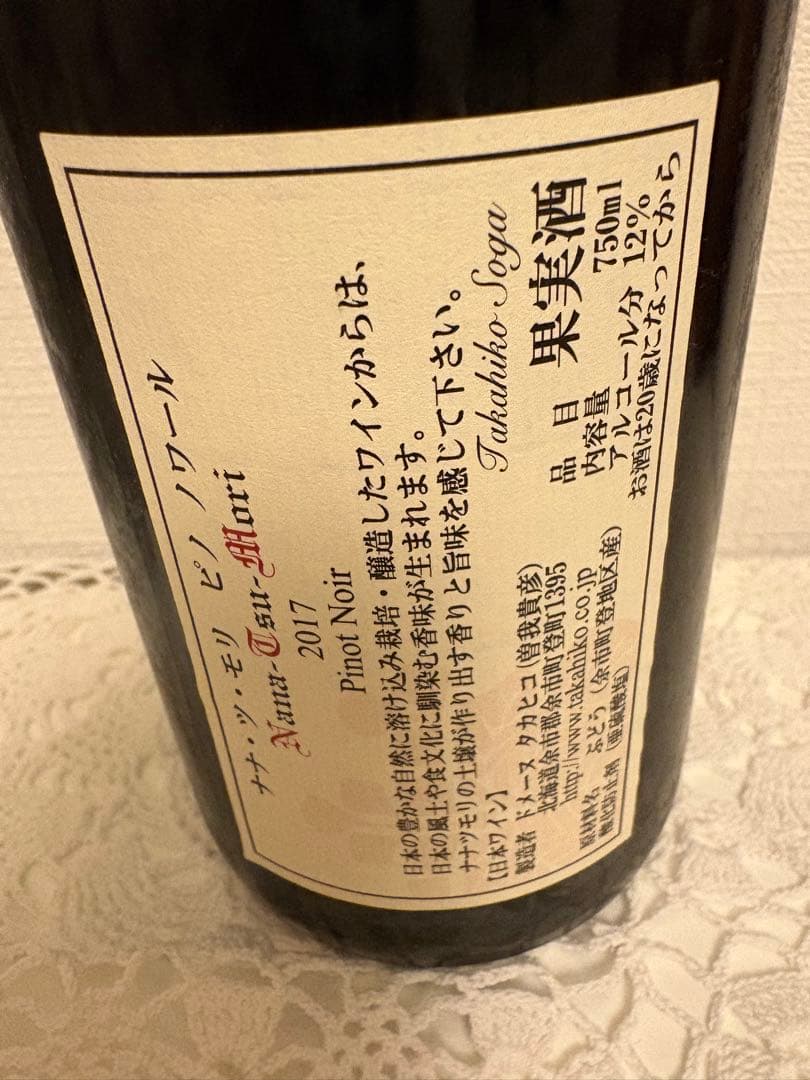 ナナ・ツ・モリ ピノ ノワール
Nana-Tsu-Mori
2017
Pinot Noir
日本の豊かな自然に溶け込み栽培・醸造したワインからは、
日本の風土や食文化に馴染む香味が生まれます。
ナナツモリの土壌が作り出す香りと旨味を感じて下さい。
Takahiko Soga
【日本ワイン】
製造者 ドメーヌ タカヒコ(曽我貴彦)
北海道余市郡余市町登町1395
http://www.takahiko.co.jp
原材料名 ぶどう(余市町登地区産)
酸化防止剤(亜硫酸塩)
品目 果実酒
内容量 750ml
アルコール分 12%
お酒は20歳になってから